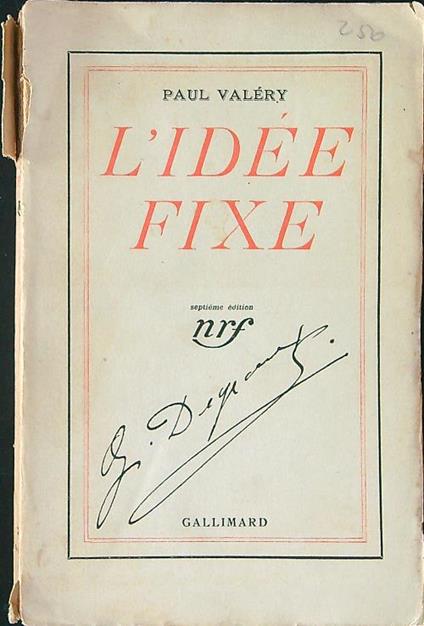 250
PAUL VALÉRY
L'IDÉE
FIXE
septième édition
nrf
GALLIMARD